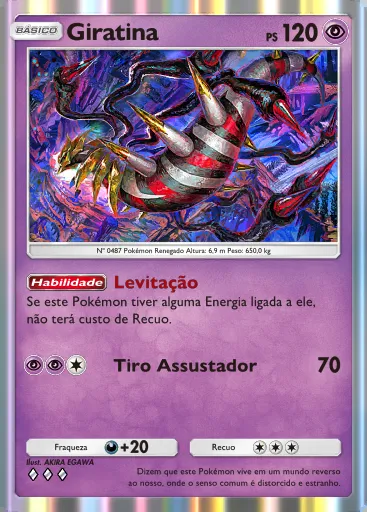 BÁSICO Giratina PS 120
Nº 0487 Pokémon Renegado Altura: 6,9 m Peso: 650,0 kg
Habilidade Levitação
Se este Pokémon tiver alguma Energia ligada a ele,
não terá custo de Recuo.
Tiro Assustador 70
Fraqueza +20 Recuo
Ilust. AKIRA EGAWA
Dizem que este Pokémon vive em um mundo reverso
ao nosso, onde o senso comum é distorcido e estranho.